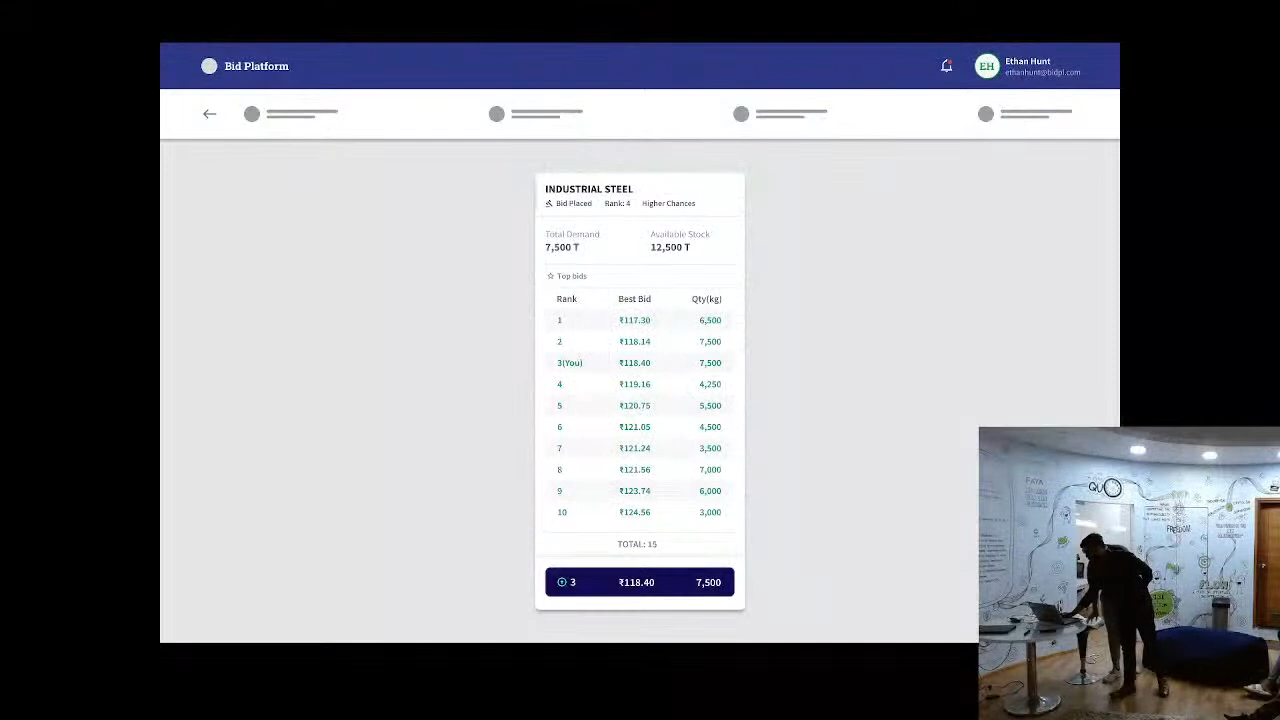 Bid Platform
Ethan Hunt
EH
ethanhunt@bidpl.com
INDUSTRIAL STEEL
Bid Placed Rank: 4 Higher Chances
Total Demand Available Stock
7,500 T 12,500 T
Top bids
Rank Best Bid Qty(kg)
1 ₹117.30 6,500
2 ₹118.14 7,500
3(You) ₹118.40 7,500
4 ₹119.16 4,250
5 ₹120.75 5,500
6 ₹121.05 4,500
7 ₹121.24 3,500
8 ₹121.56 7,000
9 ₹123.74 6,000
10 ₹124.56 3,000
TOTAL: 15
3 ₹118.40 7,500
FAYA
QUO
FREEDOM